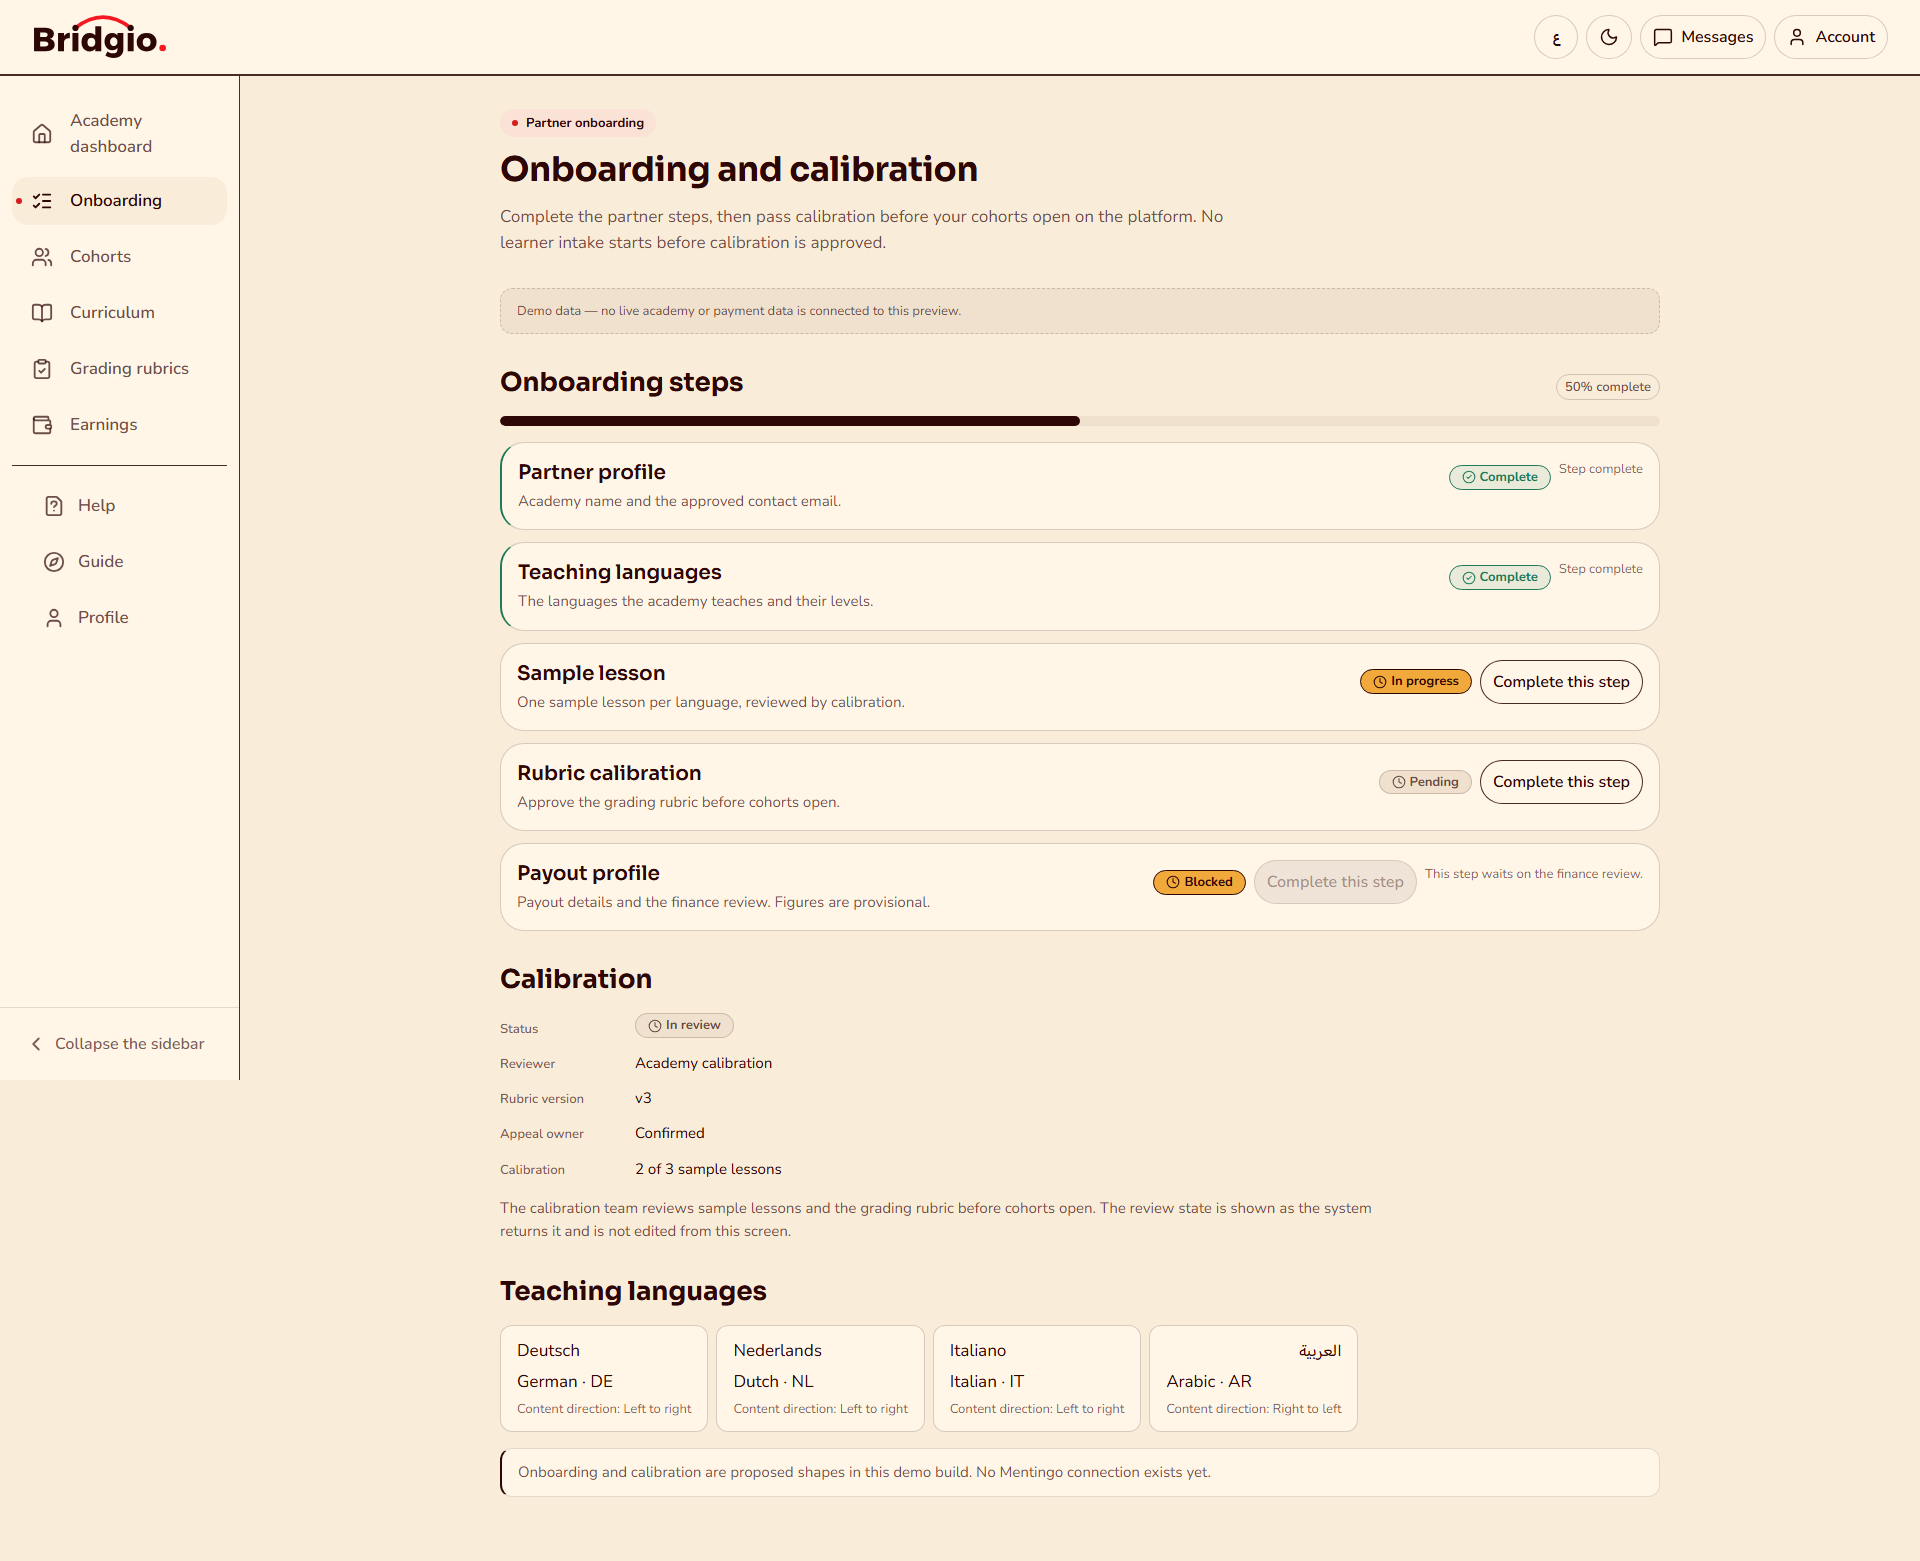 Bridgio.
ع
Messages
Account
Academy
dashboard
Onboarding
Cohorts
Curriculum
Grading rubrics
Earnings
Help
Guide
Profile
Collapse the sidebar
Partner onboarding
Onboarding and calibration
Complete the partner steps, then pass calibration before your cohorts open on the platform. No
learner intake starts before calibration is approved.
Demo data — no live academy or payment data is connected to this preview.
Onboarding steps
50% complete
Partner profile
Academy name and the approved contact email.
Complete
Step complete
Teaching languages
The languages the academy teaches and their levels.
Complete
Step complete
Sample lesson
One sample lesson per language, reviewed by calibration.
In progress
Complete this step
Rubric calibration
Approve the grading rubric before cohorts open.
Pending
Complete this step
Payout profile
Payout details and the finance review. Figures are provisional.
Blocked
Complete this step
This step waits on the finance review.
Calibration
Status
In review
Reviewer
Academy calibration
Rubric version
v3
Appeal owner
Confirmed
Calibration
2 of 3 sample lessons
The calibration team reviews sample lessons and the grading rubric before cohorts open. The review state is shown as the system
returns it and is not edited from this screen.
Teaching languages
Deutsch
German · DE
Content direction: Left to right
Nederlands
Dutch · NL
Content direction: Left to right
Italiano
Italian · IT
Content direction: Left to right
العربية
Arabic · AR
Content direction: Right to left
Onboarding and calibration are proposed shapes in this demo build. No Mentingo connection exists yet.